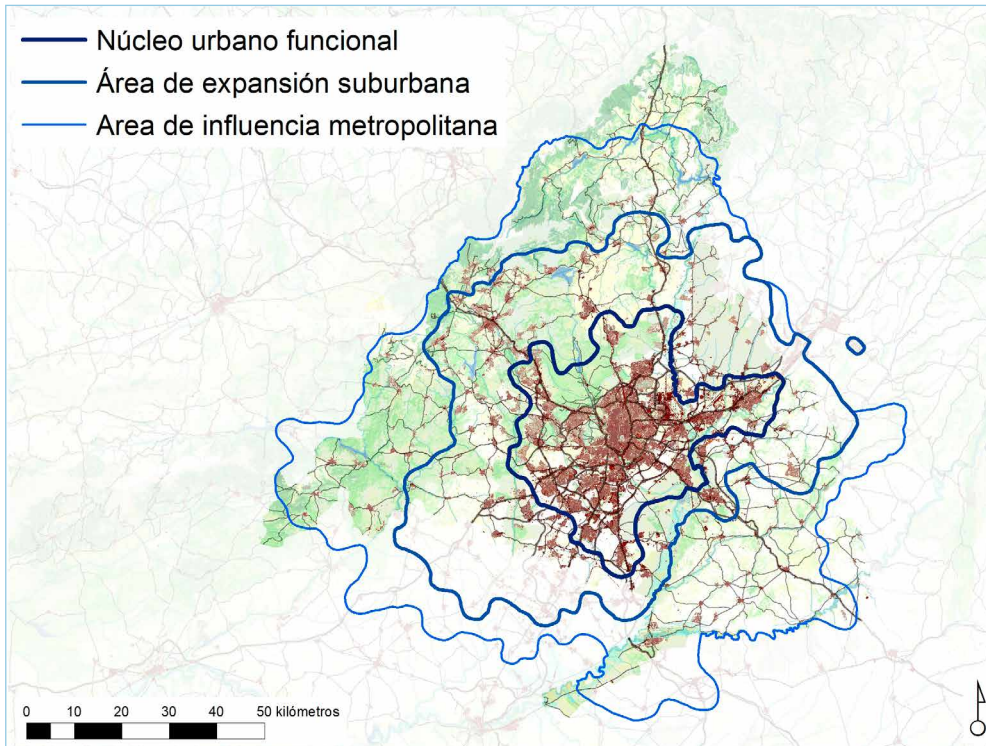 Núcleo urbano funcional
Área de expansión suburbana
Area de influencia metropolitana
0 10 20 30 40 50 kilómetros